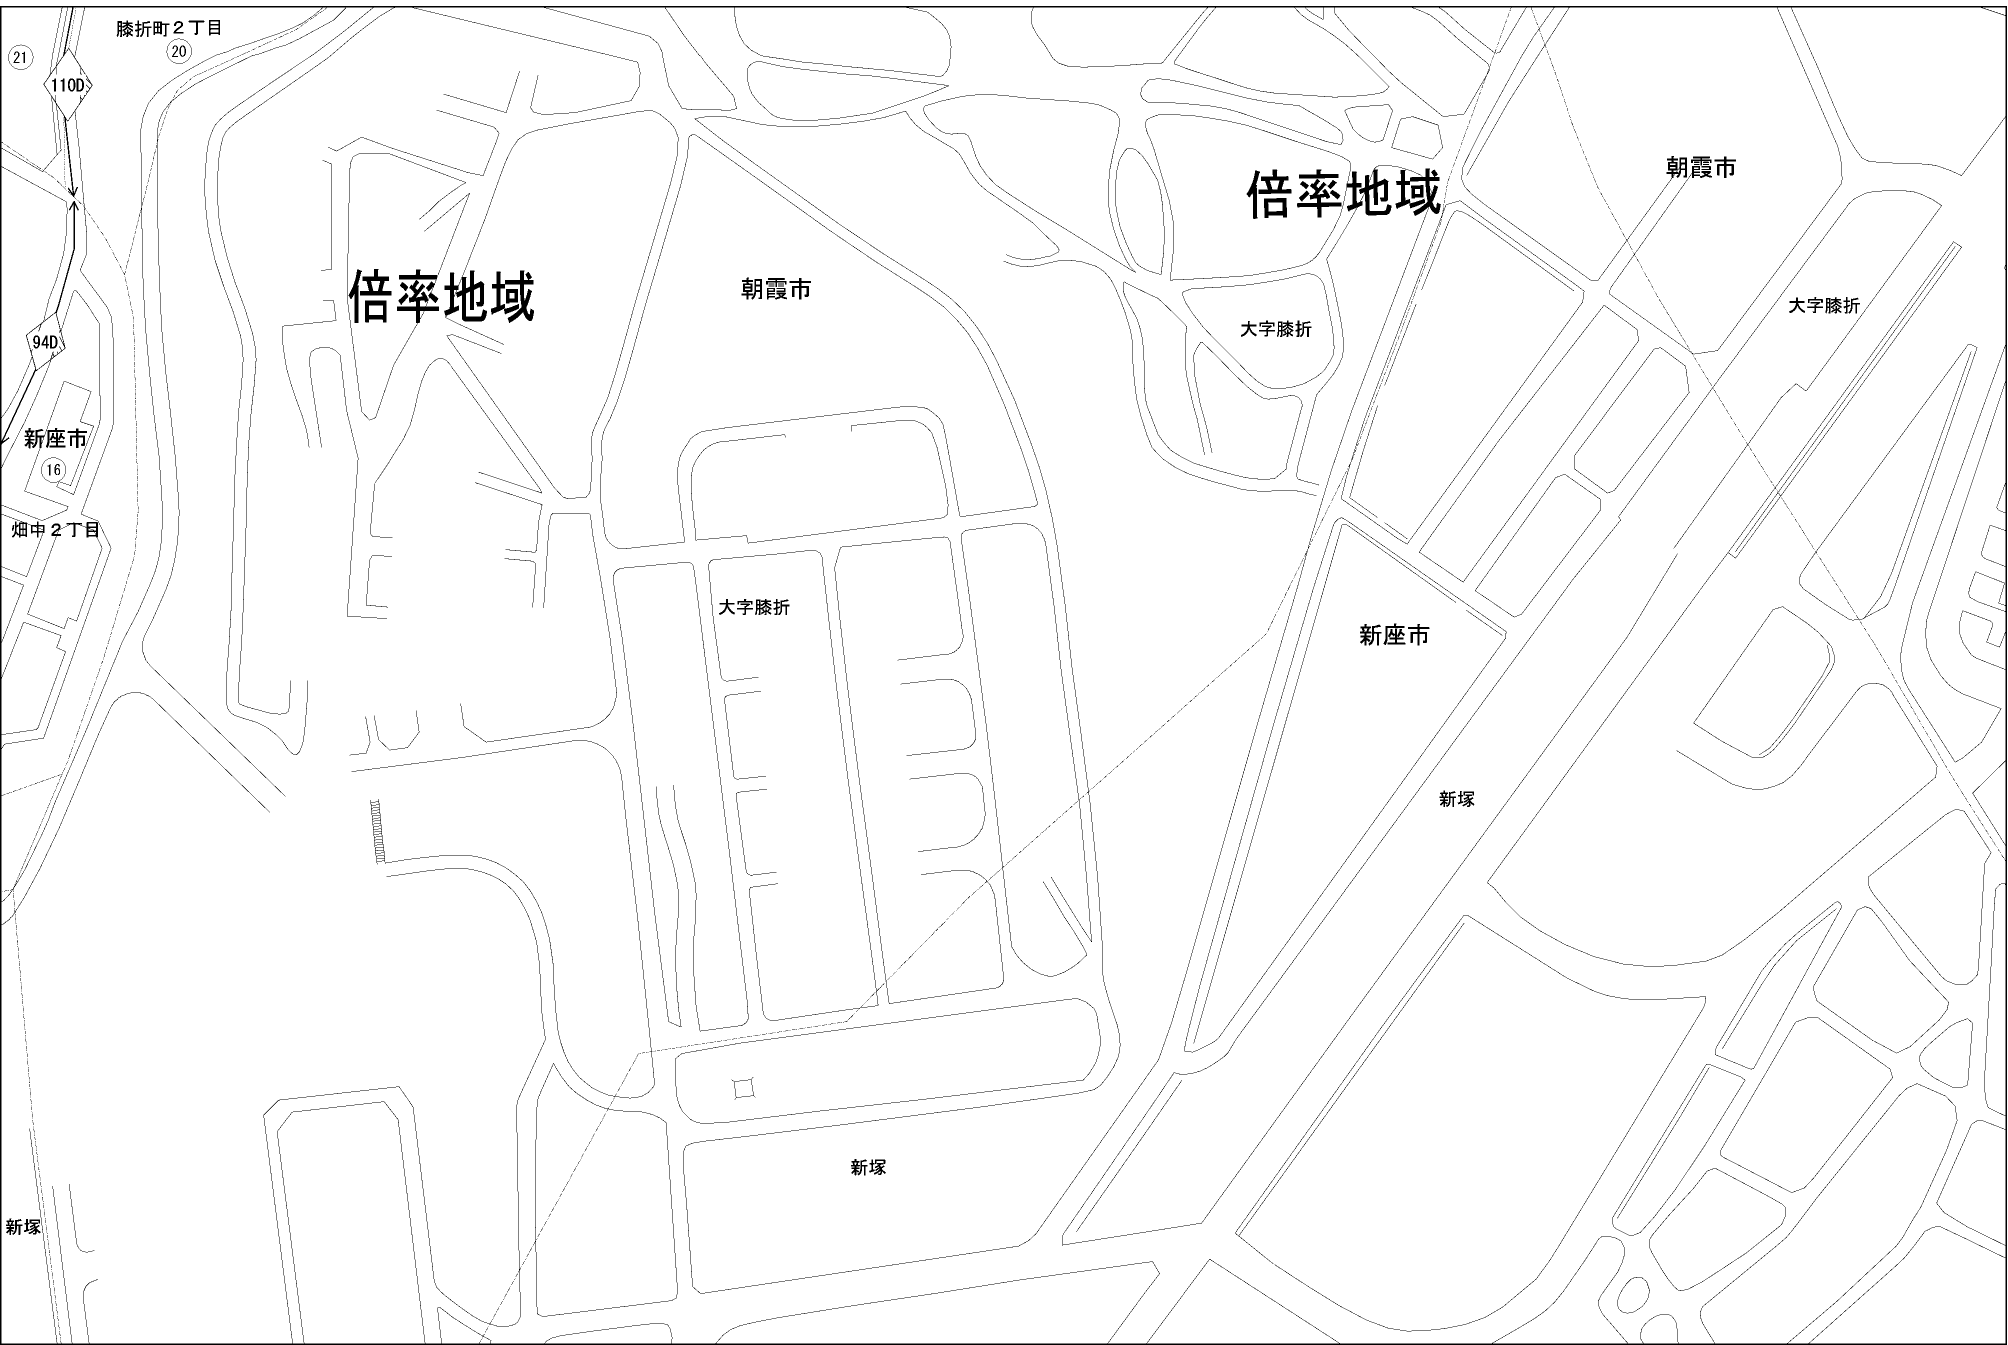 膝折町２丁目
20
21
110D
朝霞市
倍率地域
朝霞市
倍率地域
大字膝折
大字膝折
94D
新座市
16
畑中２丁目
大字膝折
新座市
新塚
新塚
新塚